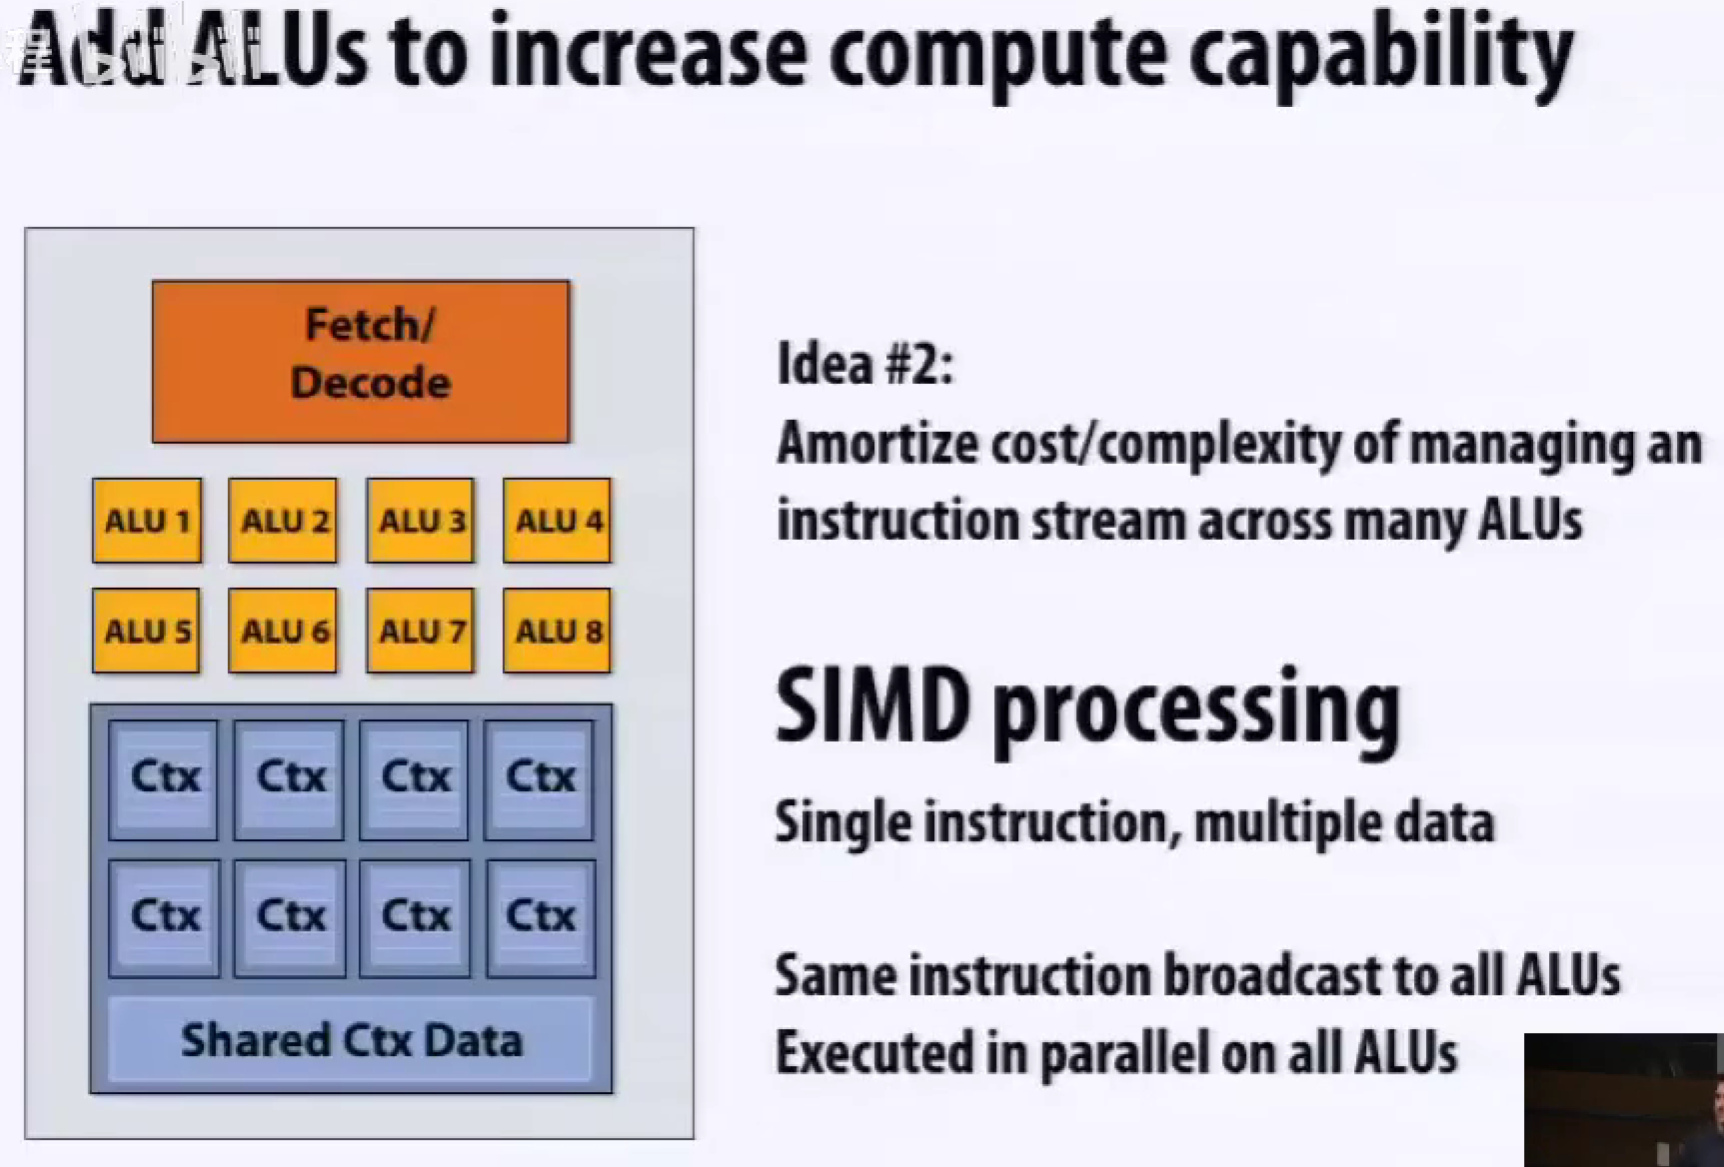 Add ALUs to increase compute capability
程 bilibili
Fetch/
Decode
ALU 1 ALU 2 ALU 3 ALU 4
ALU 5 ALU 6 ALU 7 ALU 8
Ctx Ctx Ctx Ctx
Ctx Ctx Ctx Ctx
Shared Ctx Data
Idea #2:
Amortize cost/complexity of managing an
instruction stream across many ALUs
SIMD processing
Single instruction, multiple data
Same instruction broadcast to all ALUs
Executed in parallel on all ALUs